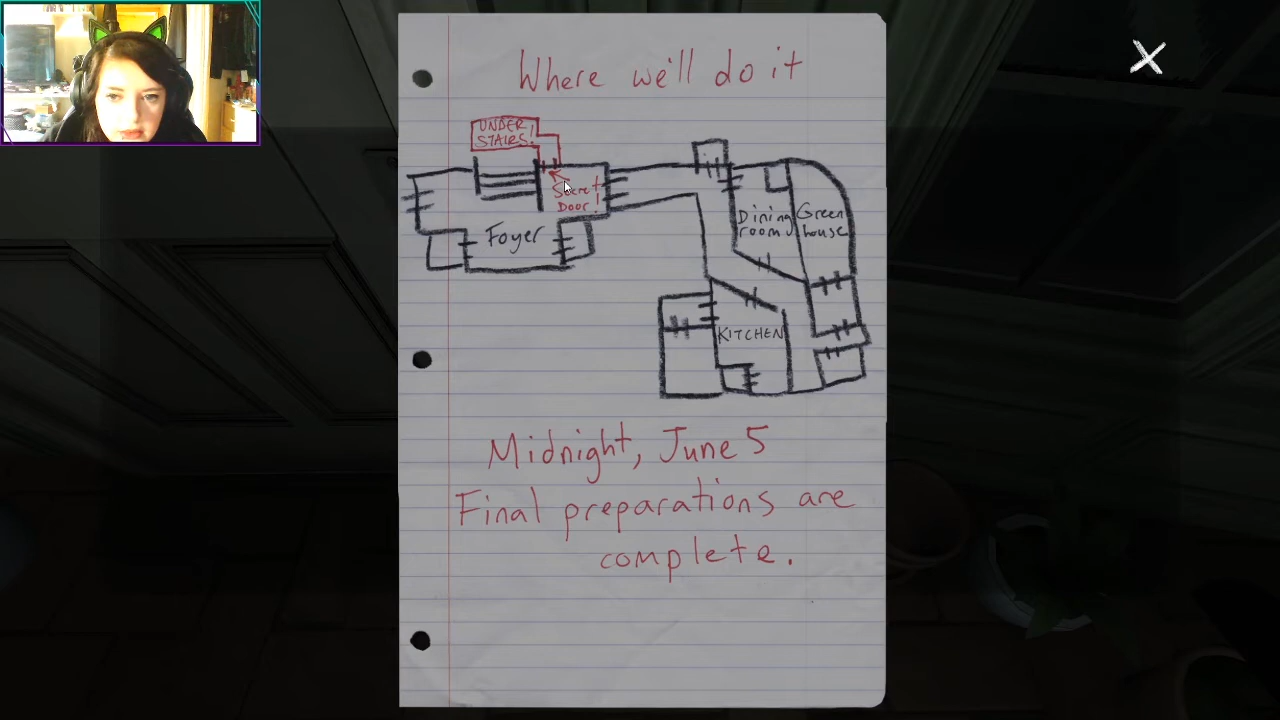 Where we'll do it
UNDER
STAIRS!
Secret
Door!
Foyer
Dining
room
Green
house
KITCHEN
Midnight, June 5
Final preparations are
complete.